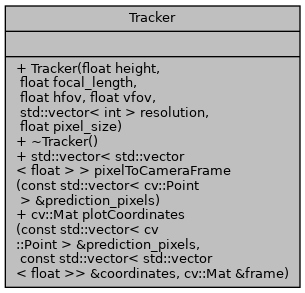 Tracker
+ Tracker(float height,
float focal_length,
float hfov, float vfov,
std::vector< int > resolution,
float pixel_size)
+ ~Tracker()
+ std::vector< std::vector
< float > > pixelToCameraFrame
(const std::vector< cv::Point
> &prediction_pixels)
+ cv::Mat plotCoordinates
(const std::vector< cv
::Point > &prediction_pixels,
const std::vector< std::vector
< float >> &coordinates, cv::Mat &frame)